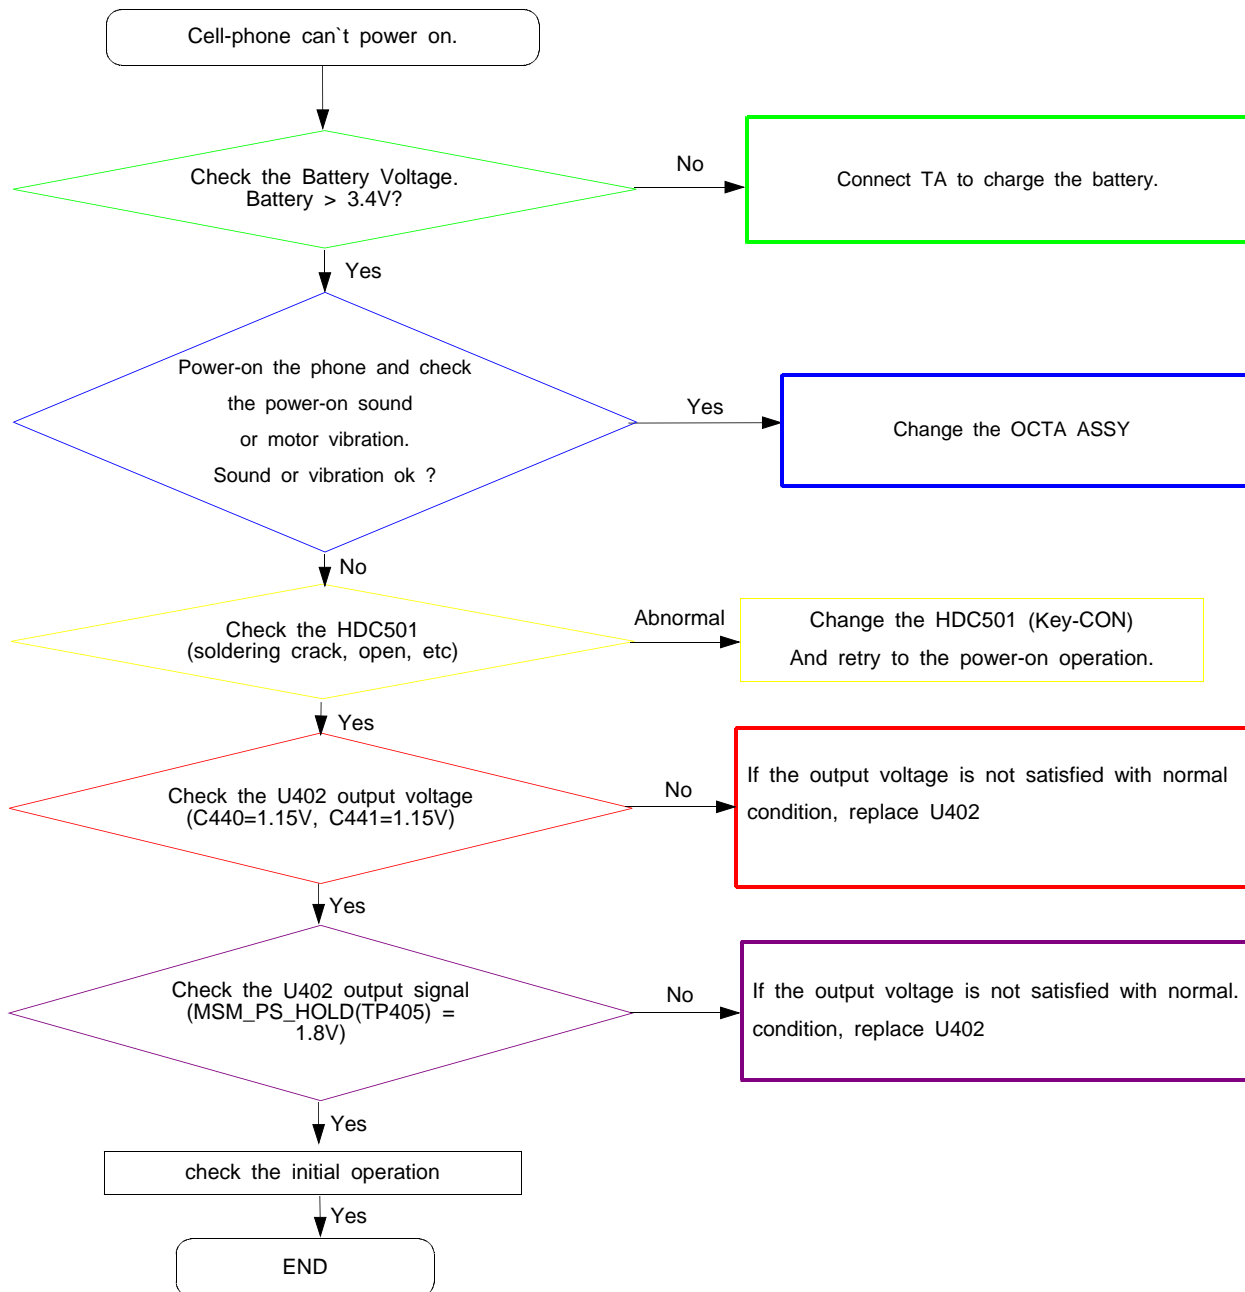 Cell-phone can`t power on.
Check the Battery Voltage.
Battery > 3.4V?
No
Connect TA to charge the battery.
Yes
Power-on the phone and check
the power-on sound
or motor vibration.
Sound or vibration ok ?
Yes
Change the OCTA ASSY
No
Check the HDC501
(soldering crack, open, etc)
Abnormal
Change the HDC501 (Key-CON)
And retry to the power-on operation.
Yes
Check the U402 output voltage
(C440=1.15V, C441=1.15V)
No
If the output voltage is not satisfied with normal
condition, replace U402
Yes
Check the U402 output signal
(MSM_PS_HOLD(TP405) =
1.8V)
No
If the output voltage is not satisfied with normal.
condition, replace U402
Yes
check the initial operation
Yes
END